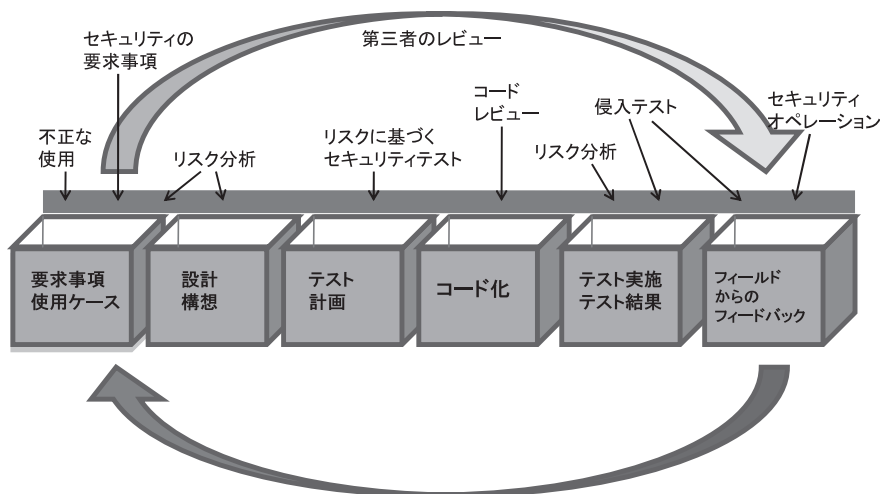 セキュリティの
要求事項
第三者のレビュー
コード
レビュー
侵入テスト
セキュリティ
オペレーション
不正な
使用
リスク分析
リスクに基づく
セキュリティテスト
リスク分析
要求事項
使用ケース
設計
構想
テスト
計画
コード化
テスト実施
テスト結果
フィールド
からの
フィードバック